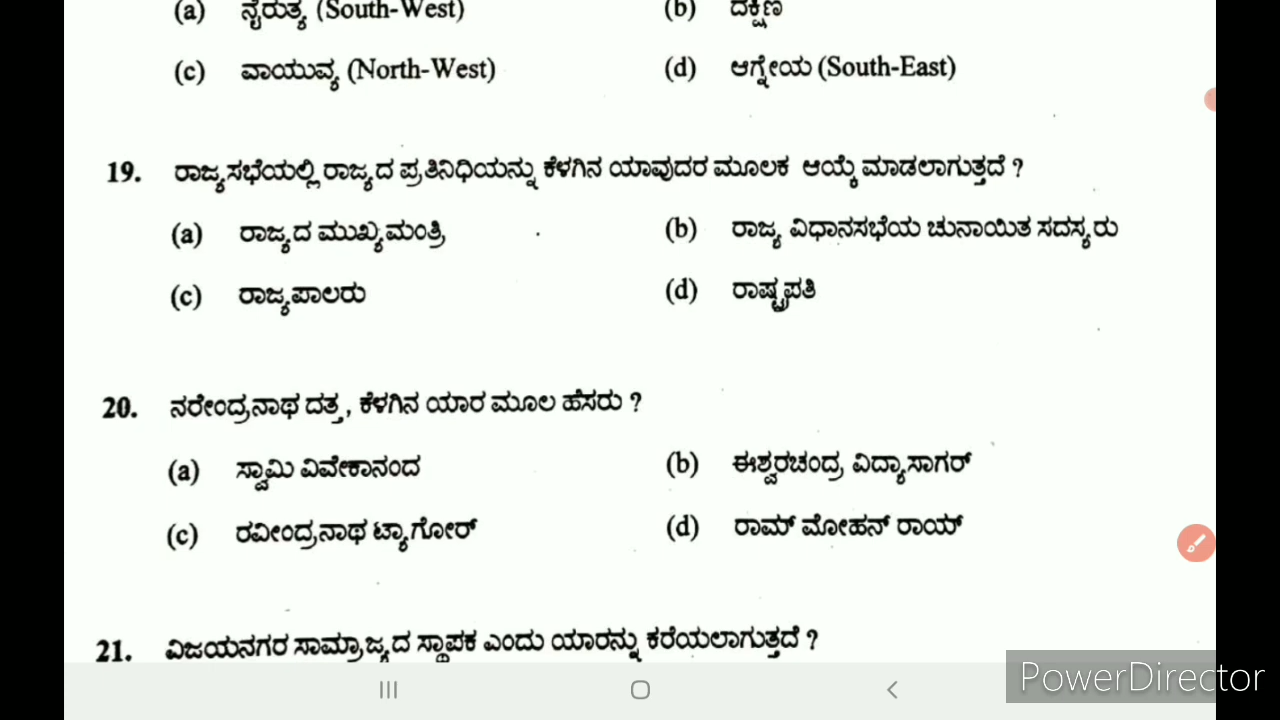 (a) ನೈರುತ್ಯ (South-West) (b) ದಕ್ಷಿಣ
(c) ವಾಯುವ್ಯ (North-West) (d) ಆಗ್ನೇಯ (South-East)
19. ರಾಜ್ಯಸಭೆಯಲ್ಲಿ ರಾಜ್ಯದ ಪ್ರತಿನಿಧಿಯನ್ನು ಕೆಳಗಿನ ಯಾವುದರ ಮೂಲಕ ಆಯ್ಕೆ ಮಾಡಲಾಗುತ್ತದೆ ?
(a) ರಾಜ್ಯದ ಮುಖ್ಯಮಂತ್ರಿ (b) ರಾಜ್ಯ ವಿಧಾನಸಭೆಯ ಚುನಾಯಿತ ಸದಸ್ಯರು
(c) ರಾಜ್ಯಪಾಲರು (d) ರಾಷ್ಟ್ರಪತಿ
20. ನರೇಂದ್ರನಾಥ ದತ್ತ, ಕೆಳಗಿನ ಯಾರ ಮೂಲ ಹೆಸರು ?
(a) ಸ್ವಾಮಿ ವಿವೇಕಾನಂದ (b) ಈಶ್ವರಚಂದ್ರ ವಿದ್ಯಾಸಾಗರ್
(c) ರವೀಂದ್ರನಾಥ ಟ್ಯಾಗೋರ್ (d) ರಾಮ್ ಮೋಹನ್ ರಾಯ್
21. ವಿಜಯನಗರ ಸಾಮ್ರಾಜ್ಯದ ಸ್ಥಾಪಕ ಎಂದು ಯಾರನ್ನು ಕರೆಯಲಾಗುತ್ತದೆ ?
PowerDirector